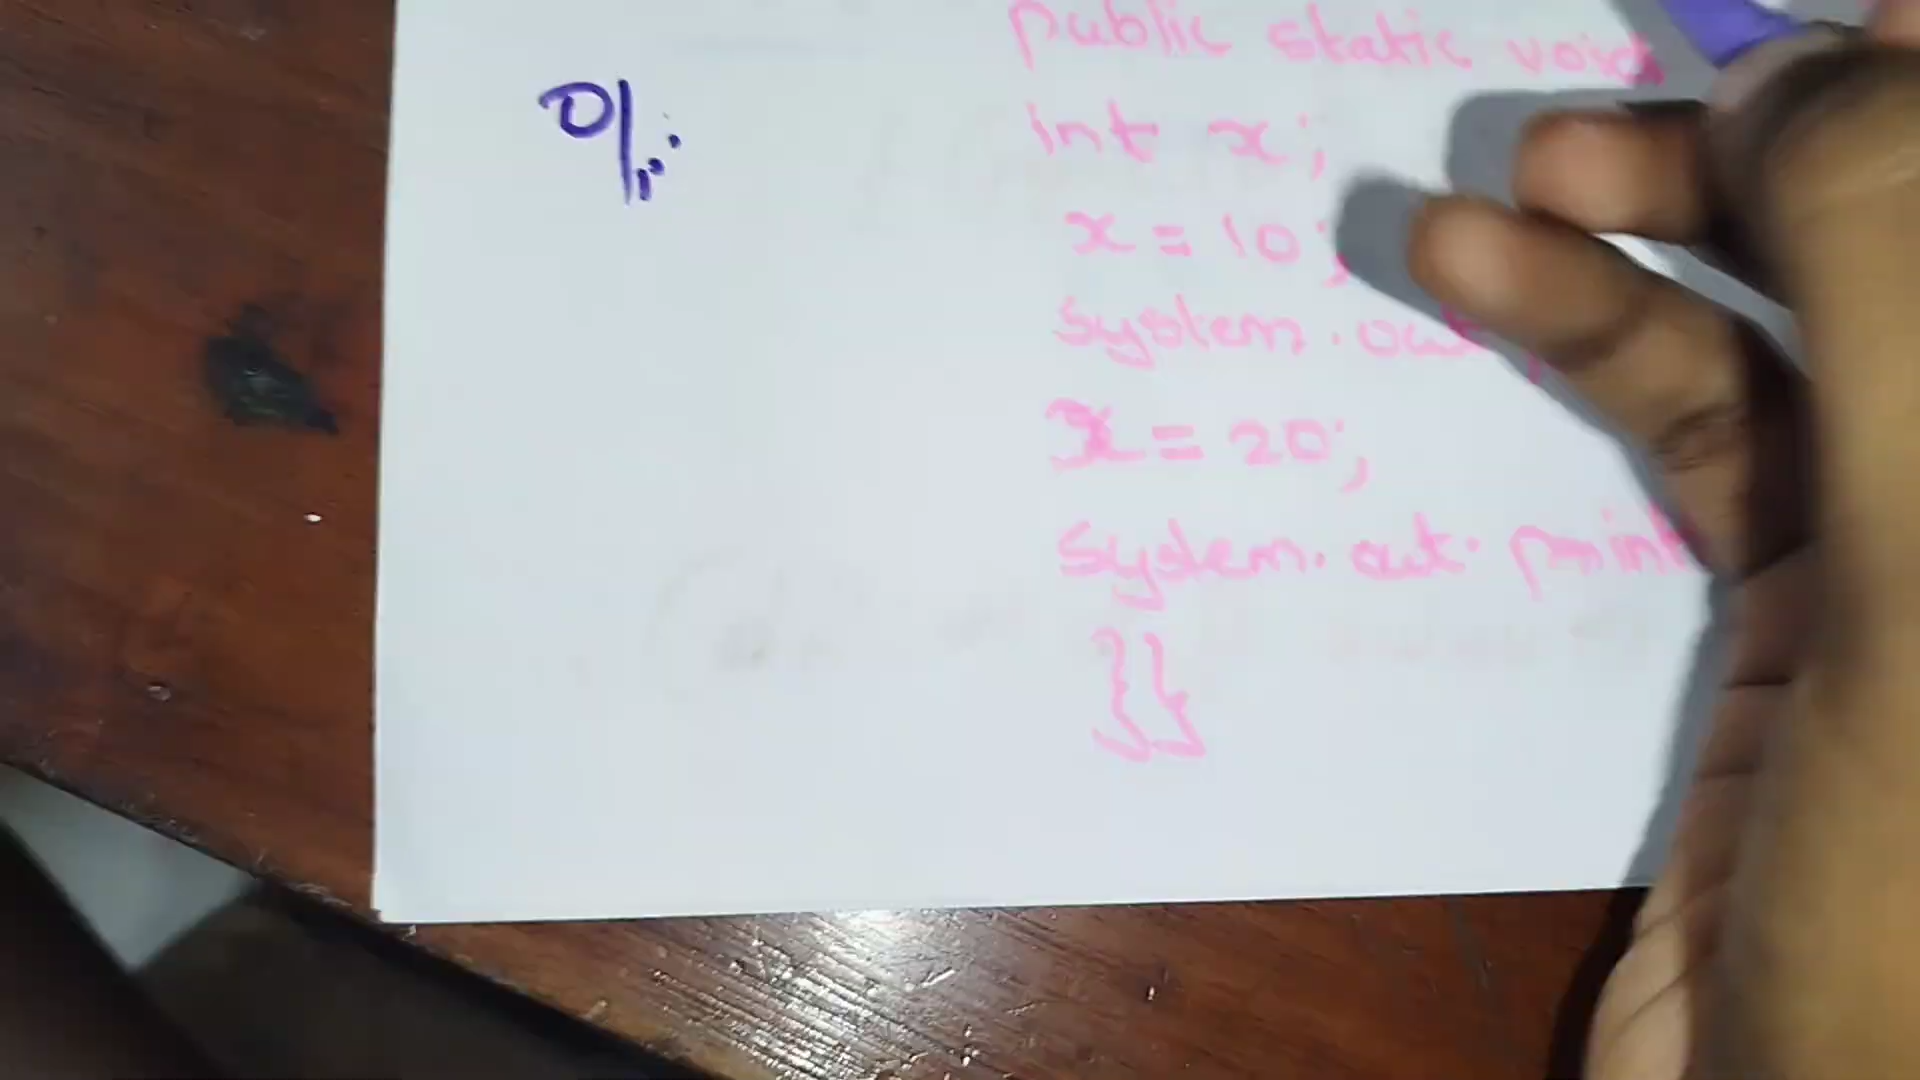 public static void
int x;
x = 10;
system.out.
x = 20;
system.out.print
}}
O/p: